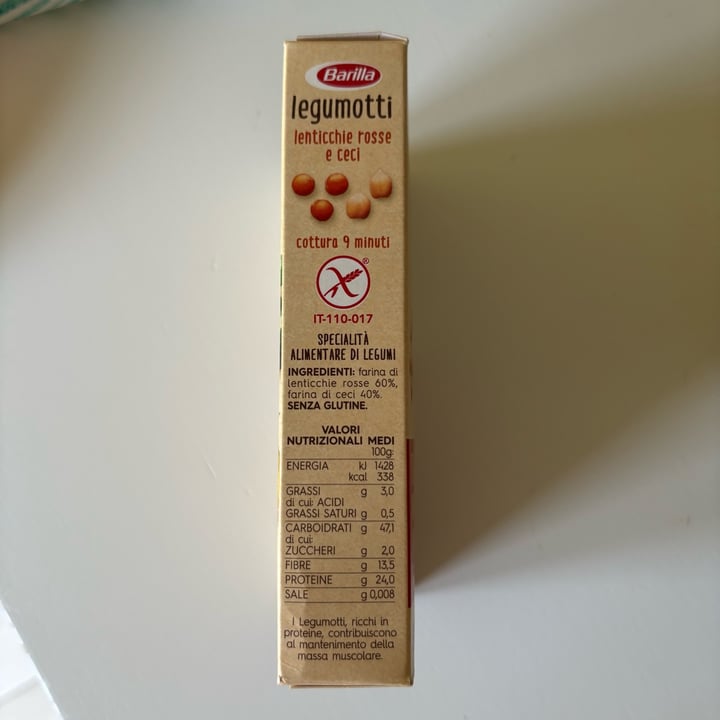 Barilla
legumotti
lenticchie rosse
e ceci
cottura 9 minuti
®
IT-110-017
SPECIALITÀ
ALIMENTARE DI LEGUMI
INGREDIENTI: farina di
lenticchie rosse 60%,
farina di ceci 40%.
SENZA GLUTINE.
VALORI
NUTRIZIONALI MEDI
100g:
ENERGIA kJ 1428
kcal 338
GRASSI g 3,0
di cui: ACIDI
GRASSI SATURI g 0,5
CARBOIDRATI g 47,1
di cui:
ZUCCHERI g 2,0
FIBRE g 13,5
PROTEINE g 24,0
SALE g 0,008
I Legumotti, ricchi in
proteine, contribuiscono
al mantenimento della
massa muscolare.